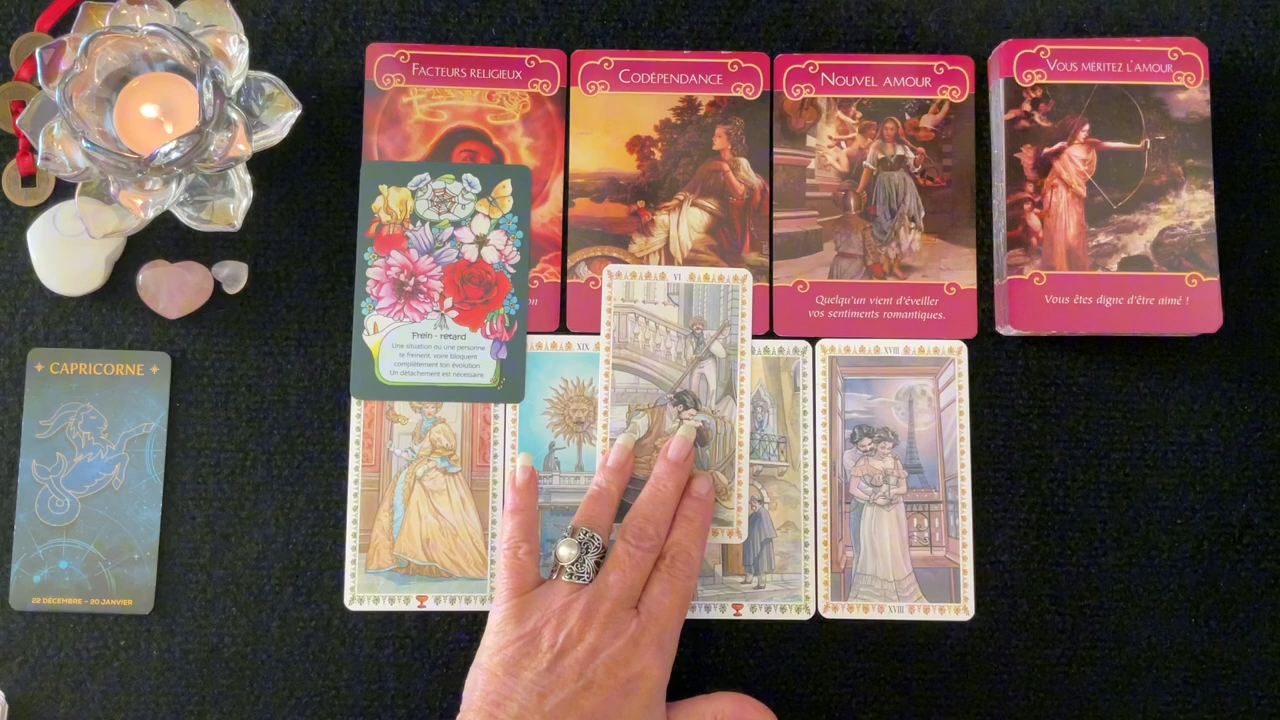 FACTEURS RELIGIEUX
CODÉPENDANCE
NOUVEL AMOUR
Quelqu'un vient d'éveiller
vos sentiments romantiques.
VOUS MÉRITEZ L'AMOUR
Vous êtes digne d'être aimé !
Frein - retard
Une situation ou une personne
te freinent, voire bloquent
complètement ton évolution
Un détachement est nécessaire.
CAPRICORNE
22 DÉCEMBRE – 20 JANVIER
XIX
VI
XVIII
XVIII